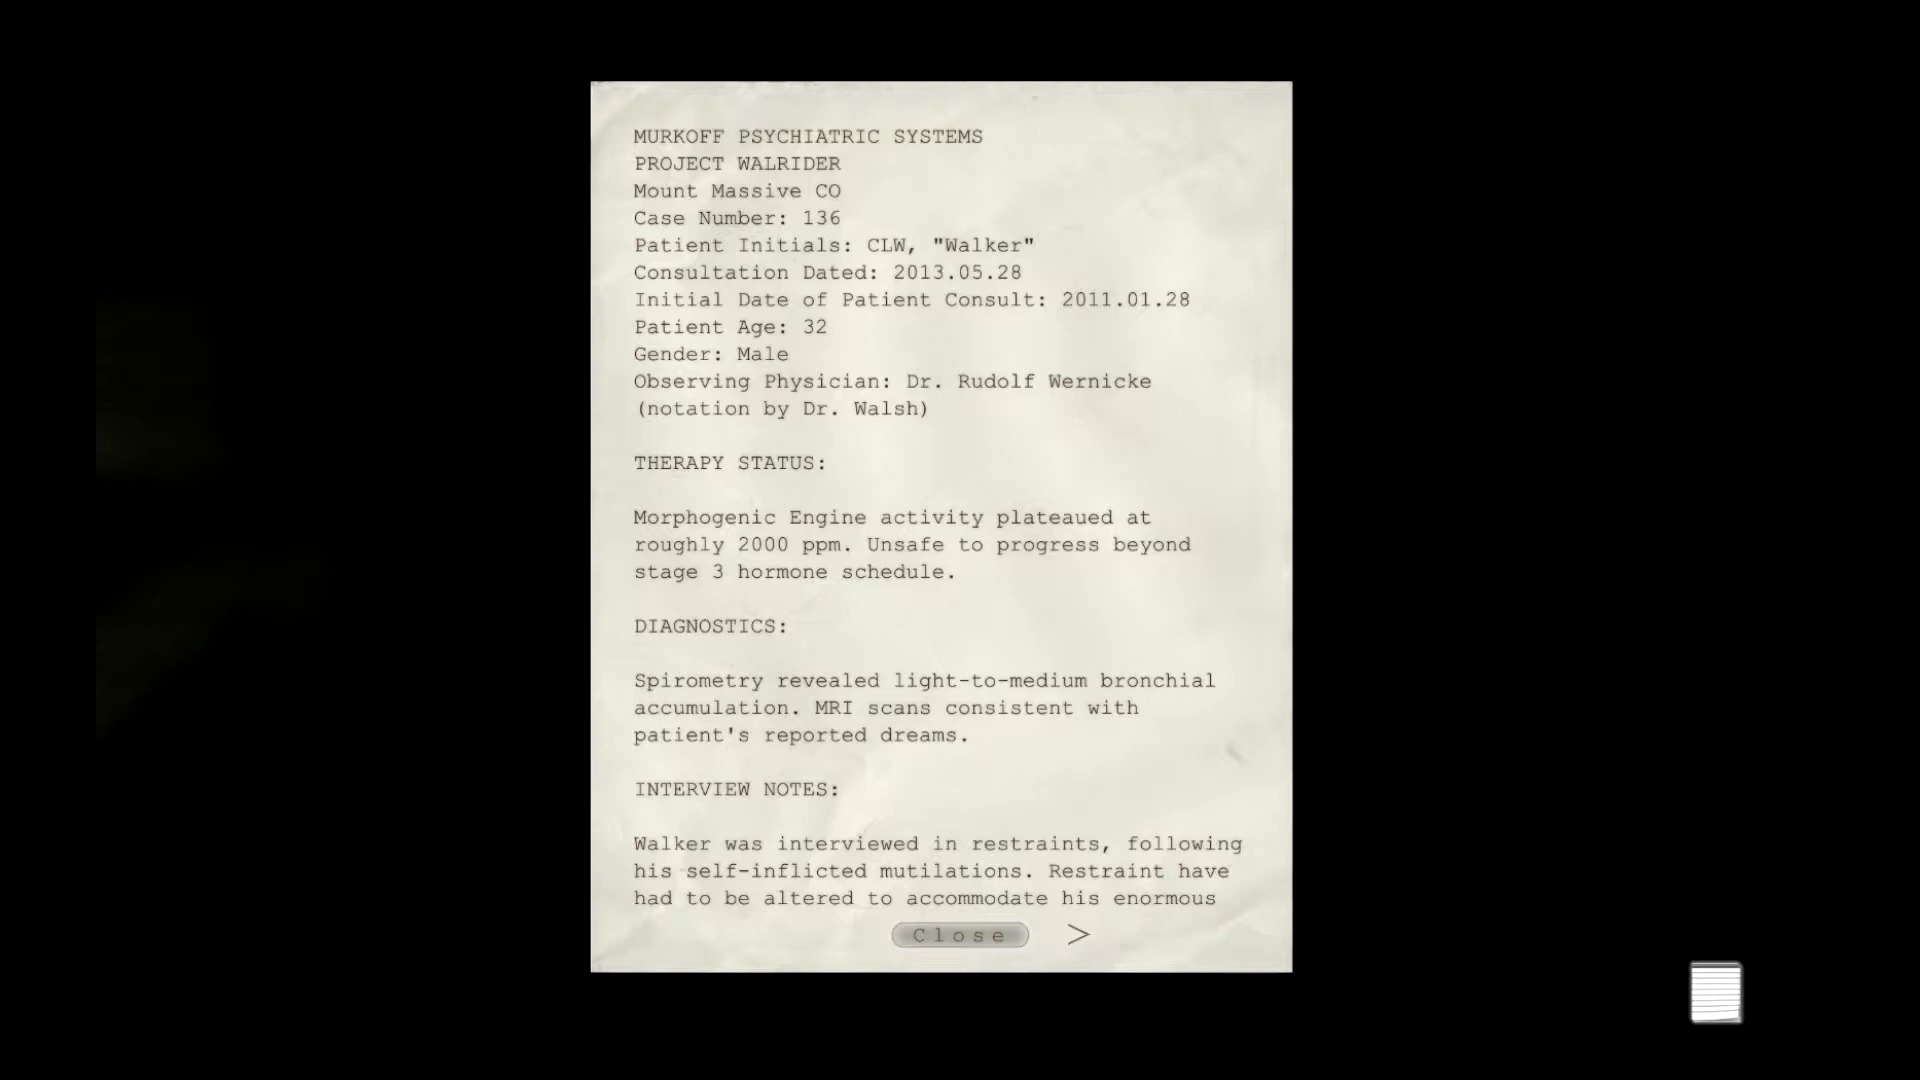 MURKOFF PSYCHIATRIC SYSTEMS
PROJECT WALRIDER
Mount Massive CO
Case Number: 136
Patient Initials: CLW, "Walker"
Consultation Dated: 2013.05.28
Initial Date of Patient Consult: 2011.01.28
Patient Age: 32
Gender: Male
Observing Physician: Dr. Rudolf Wernicke
(notation by Dr. Walsh)
THERAPY STATUS:
Morphogenic Engine activity plateaued at
roughly 2000 ppm. Unsafe to progress beyond
stage 3 hormone schedule.
DIAGNOSTICS:
Spirometry revealed light-to-medium bronchial
accumulation. MRI scans consistent with
patient's reported dreams.
INTERVIEW NOTES:
Walker was interviewed in restraints, following
his self-inflicted mutilations. Restraint have
had to be altered to accommodate his enormous
Close >